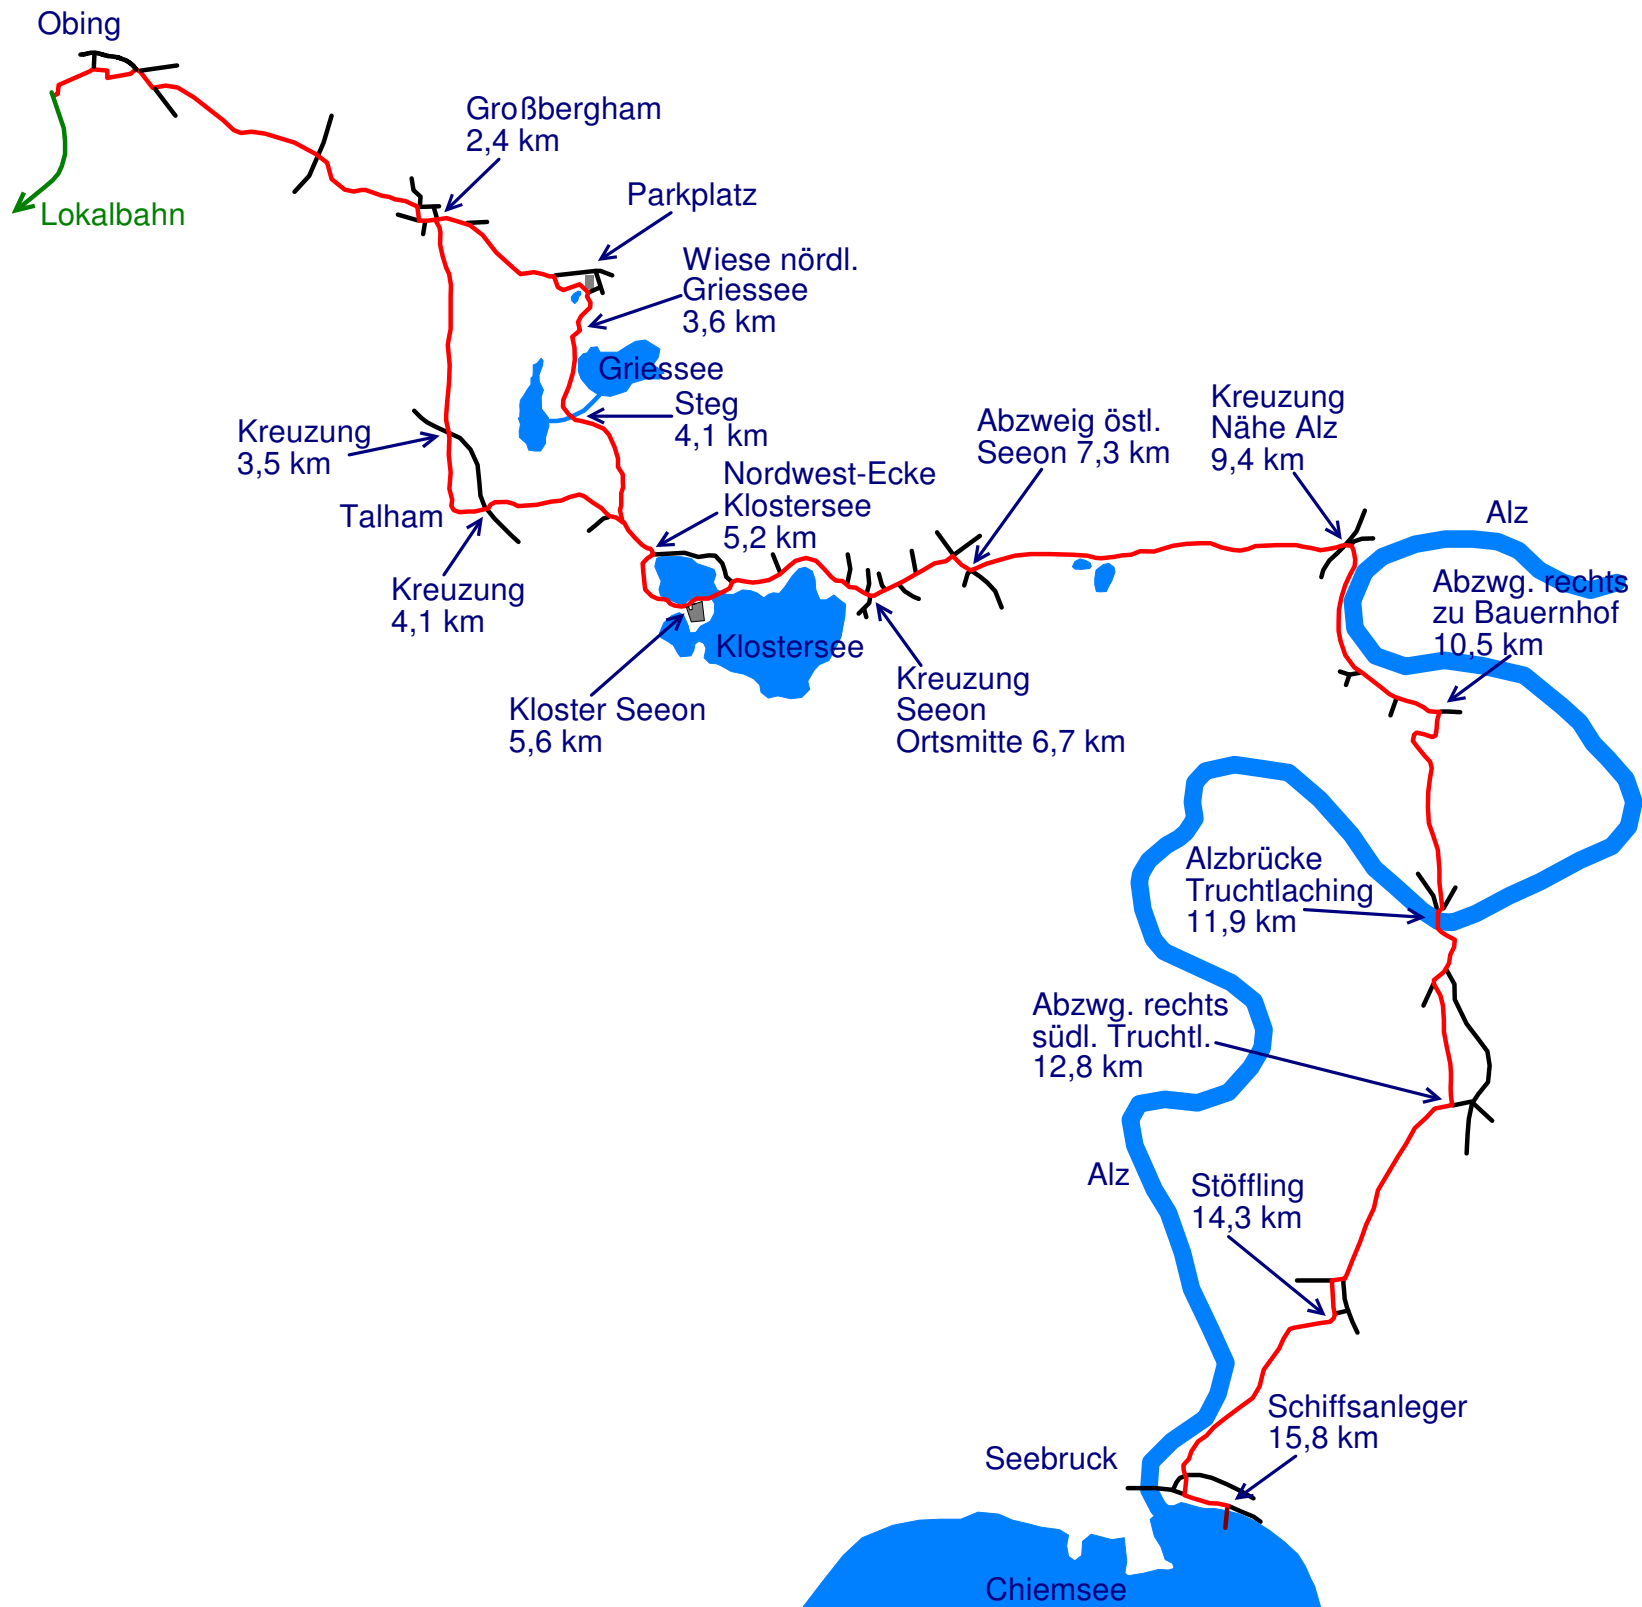 Obing
Lokalbahn
Großbergham
2,4 km
Parkplatz
Wiese nördl.
Griessee
3,6 km
Griessee
Steg
4,1 km
Kreuzung
3,5 km
Talham
Kreuzung
4,1 km
Nordwest-Ecke
Klostersee
5,2 km
Klostersee
Kloster Seeon
5,6 km
Kreuzung
Seeon
Ortsmitte 6,7 km
Abzweig östl.
Seeon 7,3 km
Kreuzung
Nähe Alz
9,4 km
Alz
Abzwg. rechts
zu Bauernhof
10,5 km
Alzbrücke
Truchtlaching
11,9 km
Abzwg. rechts
südl. Truchtl.
12,8 km
Alz
Stöffling
14,3 km
Schiffsanleger
15,8 km
Seebruck
Chiemsee